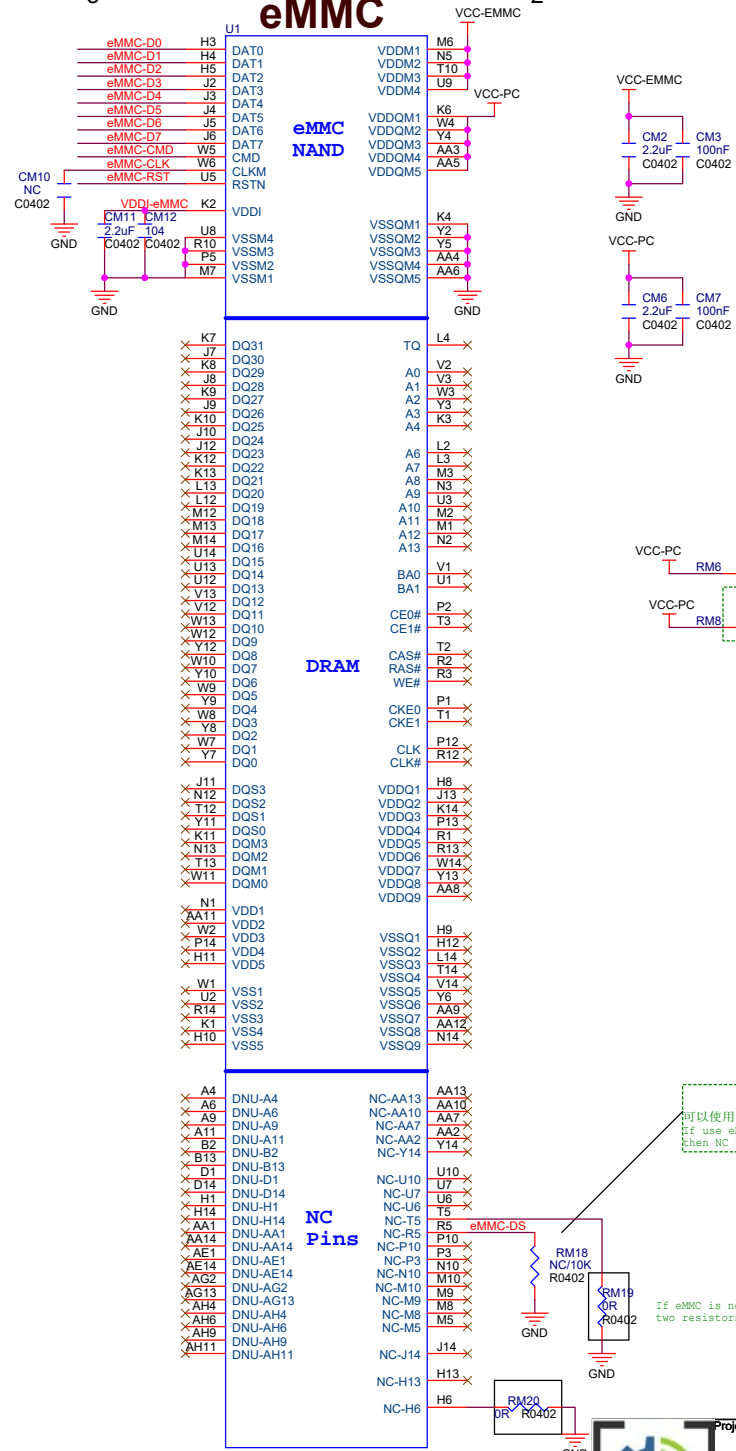 eMMC
U1
eMMC-D0 H3 DAT0
eMMC-D1 H4 DAT1
eMMC-D2 H5 DAT2
eMMC-D3 J2 DAT3
eMMC-D4 J3 DAT4
eMMC-D5 J4 DAT5
eMMC-D6 J5 DAT6
eMMC-D7 J6 DAT7
eMMC-CMD W5 CMD
eMMC-CLK W6 CLKM
eMMC-RST U5 RSTN
VDDI-eMMC K2 VDDI
U8 VSSM4
R10 VSSM3
P5 VSSM2
M7 VSSM1
CM10
NC
C0402
GND
CM11
2.2uF
C0402
CM12
104
C0402
GND
eMMC
NAND
VCC-EMMC
VDDM1 M6
VDDM2 N5
VDDM3 T10
VDDM4 U9
VCC-PC
VDDQM1 K6
VDDQM2 W4
VDDQM3 Y4
VDDQM4 AA3
VDDQM5 AA5
VSSQM1 K4
VSSQM2 Y2
VSSQM3 Y5
VSSQM4 AA4
VSSQM5 AA6
GND
VCC-EMMC
CM2
2.2uF
C0402
CM3
100nF
C0402
GND
VCC-PC
CM6
2.2uF
C0402
CM7
100nF
C0402
GND
VCC-PC
RM6
VCC-PC
RM8
K7 DQ31
J7 DQ30
K8 DQ29
J8 DQ28
K9 DQ27
J9 DQ26
K10 DQ25
J10 DQ24
J12 DQ23
K12 DQ22
K13 DQ21
L13 DQ20
L12 DQ19
M12 DQ18
M13 DQ17
M14 DQ16
U14 DQ15
U13 DQ14
U12 DQ13
V13 DQ12
V12 DQ11
W13 DQ10
W12 DQ9
Y12 DQ8
W10 DQ7
Y10 DQ6
W9 DQ5
Y9 DQ4
W8 DQ3
Y8 DQ2
W7 DQ1
Y7 DQ0
J11 DQS3
N12 DQS2
T12 DQS1
Y11 DQS0
K11 DQM3
N13 DQM2
T13 DQM1
W11 DQM0
N1 VDD1
AA11 VDD2
W2 VDD3
P14 VDD4
H11 VDD5
W1 VSS1
U2 VSS2
R14 VSS3
K1 VSS4
H10 VSS5
DRAM
TQ L4
A0 V2
A1 V3
A2 W3
A3 Y3
A4 K3
A6 L2
A7 L3
A8 M3
A9 N3
A10 U3
A11 M2
A12 M1
A13 N2
BA0 V1
BA1 U1
CE0# P2
CE1# T3
CAS# T2
RAS# R2
WE# R3
CKE0 P1
CKE1 T1
CLK P12
CLK# R12
VDDQ1 H8
VDDQ2 J13
VDDQ3 K14
VDDQ4 P13
VDDQ5 R1
VDDQ6 R13
VDDQ7 W14
VDDQ8 Y13
VDDQ9 AA8
VSSQ1 H9
VSSQ2 H12
VSSQ3 L14
VSSQ4 T14
VSSQ5 V14
VSSQ6 Y6
VSSQ7 AA9
VSSQ8 AA12
VSSQ9 N14
A4 DNU-A4
A6 DNU-A6
A9 DNU-A9
A11 DNU-A11
B2 DNU-B2
B13 DNU-B13
D1 DNU-D1
D14 DNU-D14
H1 DNU-H1
H14 DNU-H14
AA1 DNU-AA1
AA14 DNU-AA14
AE1 DNU-AE1
AE14 DNU-AE14
AG2 DNU-AG2
AG13 DNU-AG13
AH4 DNU-AH4
AH6 DNU-AH6
AH9 DNU-AH9
AH11 DNU-AH11
NC
Pins
NC-AA13 AA13
NC-AA10 AA10
NC-AA7 AA7
NC-AA2 AA2
NC-Y14 Y14
NC-U10 U10
NC-U7 U7
NC-U6 U6
NC-T5 T5
NC-R5 R5 eMMC-DS
NC-P10 P10
NC-P3 P3
NC-N10 N10
NC-M10 M10
NC-M9 M9
NC-M8 M8
NC-M5 M5
NC-J14 J14
NC-H13 H13
NC-H6 H6
RM18
NC/10K
R0402
GND
RM19
0R
R0402
GND
RM20
0R R0402
可以使用
If use
then NC
If eMMC is
two